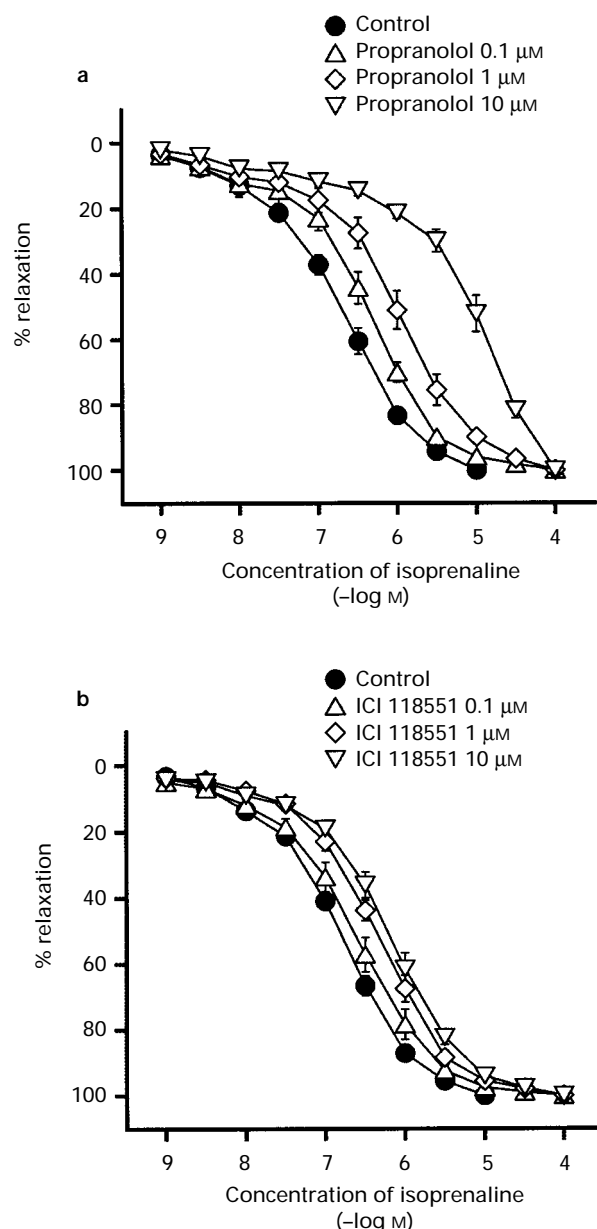 Control
Propranolol 0.1 μM
a
Propranolol 1 μM
Propranolol 10 μM
0
20
40
60
80
100
% relaxation
9 8 7 6 5 4
Concentration of isoprenaline
(–log M)
Control
b
ICI 118551 0.1 μM
ICI 118551 1 μM
ICI 118551 10 μM
0
20
40
60
80
100
% relaxation
9 8 7 6 5 4
Concentration of isoprenaline
(–log M)